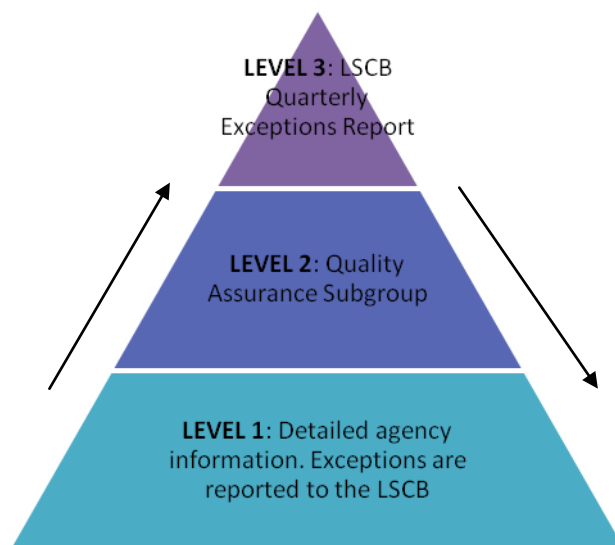 LEVEL 3: LSCB
Quarterly
Exceptions Report
LEVEL 2: Quality
Assurance Subgroup
LEVEL 1: Detailed agency
information. Exceptions are
reported to the LSCB